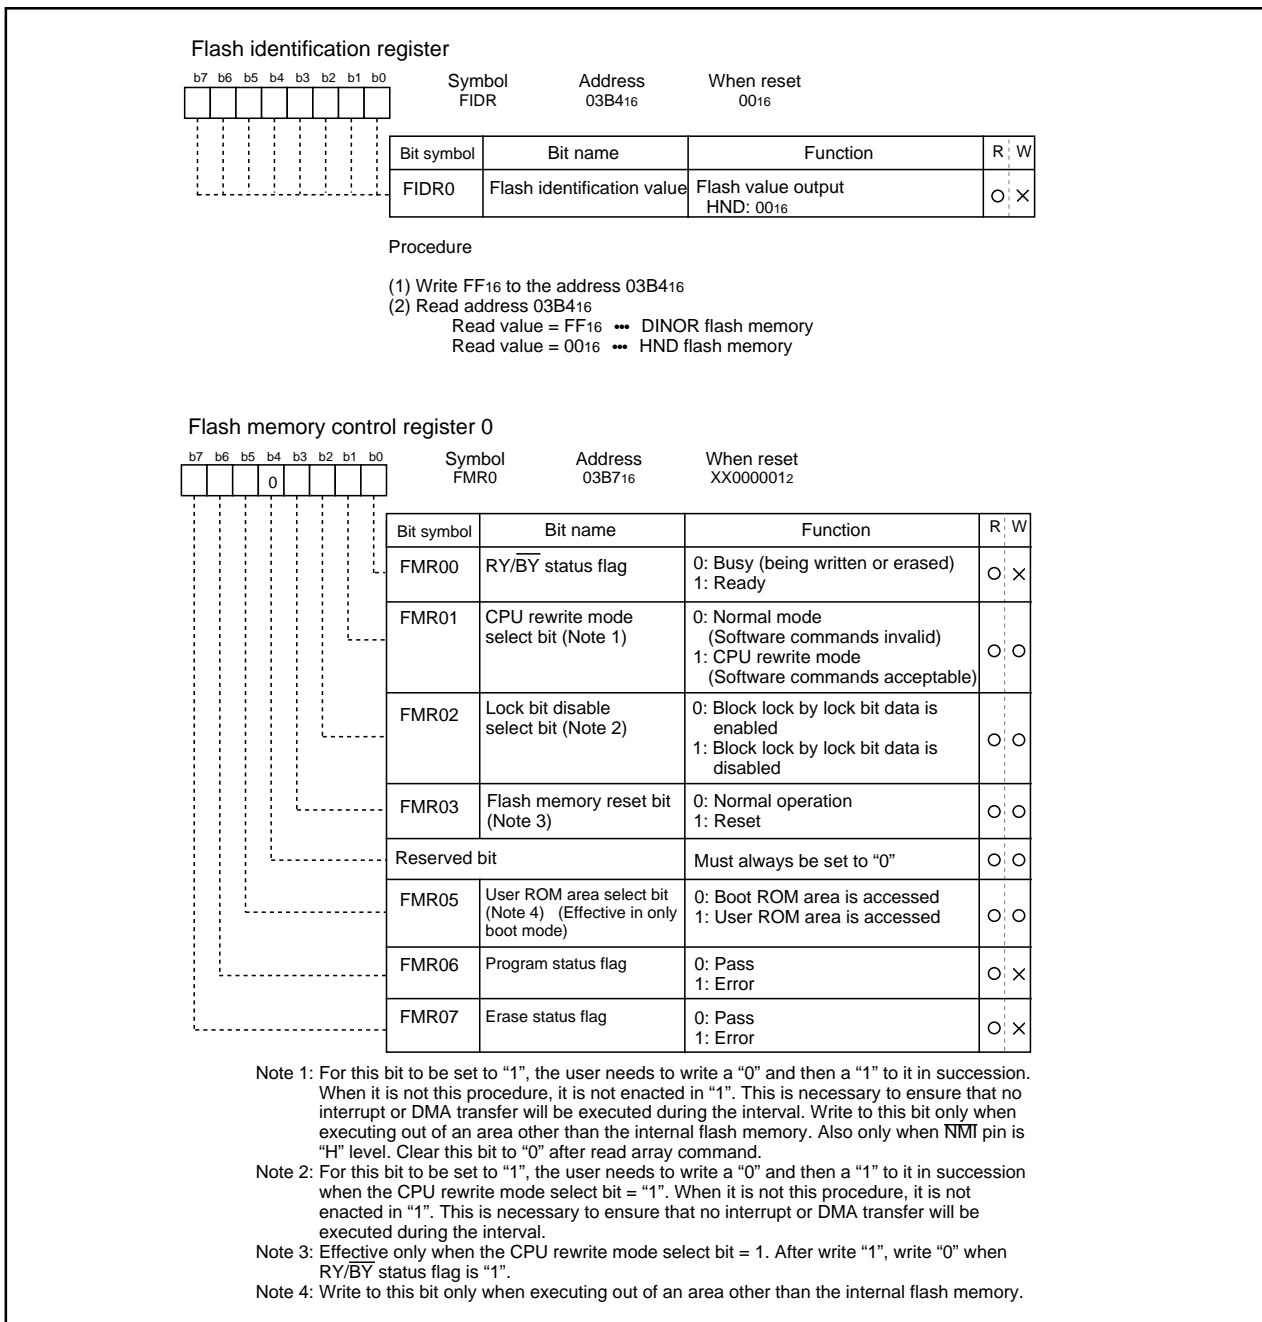 Flash identification register
b7 b6 b5 b4 b3 b2 b1 b0
Symbol Address When reset
FIDR 03B416 0016
Bit symbol Bit name Function R W
FIDR0 Flash identification value Flash value output
HND: 0016
Procedure
(1) Write FF16 to the address 03B416
(2) Read address 03B416
Read value = FF16 ••• DINOR flash memory
Read value = 0016 ••• HND flash memory
Flash memory control register 0
b7 b6 b5 b4 b3 b2 b1 b0
Symbol Address When reset
0
FMR0 03B716 XX0000012
Bit symbol Bit name Function R W
FMR00 RY/BY status flag 0: Busy (being written or erased)
1: Ready
FMR01 CPU rewrite mode 0: Normal mode
select bit (Note 1) (Software commands invalid)
1: CPU rewrite mode
(Software commands acceptable)
FMR02 Lock bit disable 0: Block lock by lock bit data is
select bit (Note 2) enabled
1: Block lock by lock bit data is
disabled
FMR03 Flash memory reset bit 0: Normal operation
(Note 3) 1: Reset
Reserved bit Must always be set to “0”
FMR05 User ROM area select bit 0: Boot ROM area is accessed
(Note 4) (Effective in only 1: User ROM area is accessed
boot mode)
FMR06 Program status flag 0: Pass
1: Error
FMR07 Erase status flag 0: Pass
1: Error
Note 1: For this bit to be set to “1”, the user needs to write a “0” and then a “1” to it in succession.
When it is not this procedure, it is not enacted in “1”. This is necessary to ensure that no
interrupt or DMA transfer will be executed during the interval. Write to this bit only when
executing out of an area other than the internal flash memory. Also only when NMI pin is
“H” level. Clear this bit to “0” after read array command.
Note 2: For this bit to be set to “1”, the user needs to write a “0” and then a “1” to it in succession
when the CPU rewrite mode select bit = “1”. When it is not this procedure, it is not
enacted in “1”. This is necessary to ensure that no interrupt or DMA transfer will be
executed during the interval.
Note 3: Effective only when the CPU rewrite mode select bit = 1. After write “1”, write “0” when
RY/BY status flag is “1”.
Note 4: Write to this bit only when executing out of an area other than the internal flash memory.